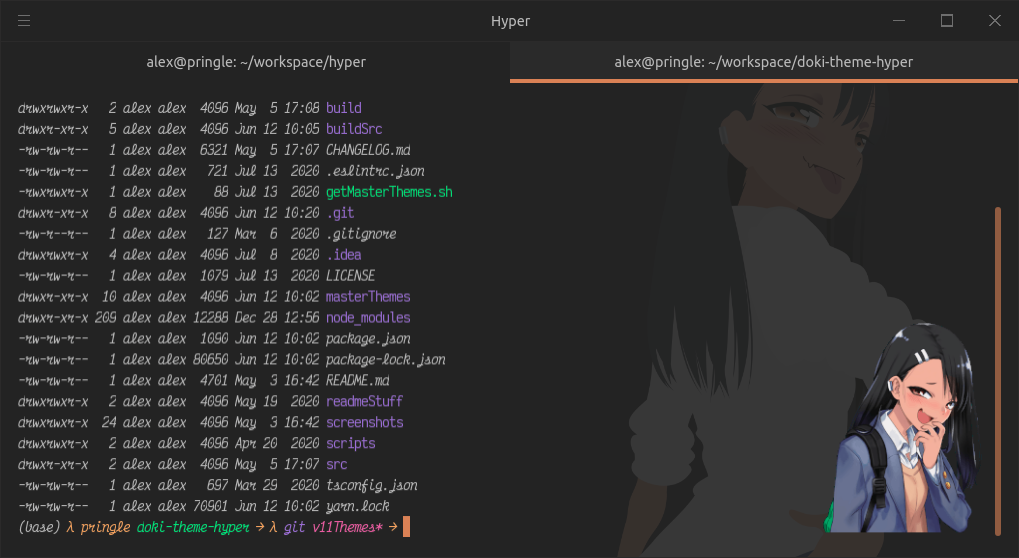 Hyper
alex@pringle: ~/workspace/hyper
alex@pringle: ~/workspace/doki-theme-hyper
drwxrwxr-x 2 alex alex 4096 May 5 17:08 build
drwxr-xr-x 5 alex alex 4096 Jun 12 10:05 buildSrc
-rw-rw-r-- 1 alex alex 6321 May 5 17:07 CHANGELOG.md
-rw-rw-r-- 1 alex alex 721 Jul 13 2020 .eslintrc.json
-rwxrwxr-x 1 alex alex 88 Jul 13 2020 getMasterThemes.sh
drwxr-xr-x 8 alex alex 4096 Jun 12 10:20 .git
-rw-r--r-- 1 alex alex 127 Mar 6 2020 .gitignore
drwxrwxr-x 4 alex alex 4096 Jul 8 2020 .idea
-rw-rw-r-- 1 alex alex 1079 Jul 13 2020 LICENSE
drwxr-xr-x 10 alex alex 4096 Jun 12 10:02 masterThemes
drwxr-xr-x 209 alex alex 12288 Dec 28 12:56 node_modules
-rw-rw-r-- 1 alex alex 1090 Jun 12 10:02 package.json
-rw-rw-r-- 1 alex alex 80650 Jun 12 10:02 package-lock.json
-rw-rw-r-- 1 alex alex 4701 May 3 16:42 README.md
drwxrwxr-x 2 alex alex 4096 May 19 2020 readmeStuff
drwxrwxr-x 24 alex alex 4096 May 3 16:42 screenshots
drwxrwxr-x 2 alex alex 4096 Apr 20 2020 scripts
drwxr-xr-x 2 alex alex 4096 May 5 17:07 src
-rw-rw-r-- 1 alex alex 697 Mar 29 2020 tsconfig.json
-rw-rw-r-- 1 alex alex 70901 Jun 12 10:02 yarn.lock
(base) λ pringle doki-theme-hyper → λ git v11Themes* →